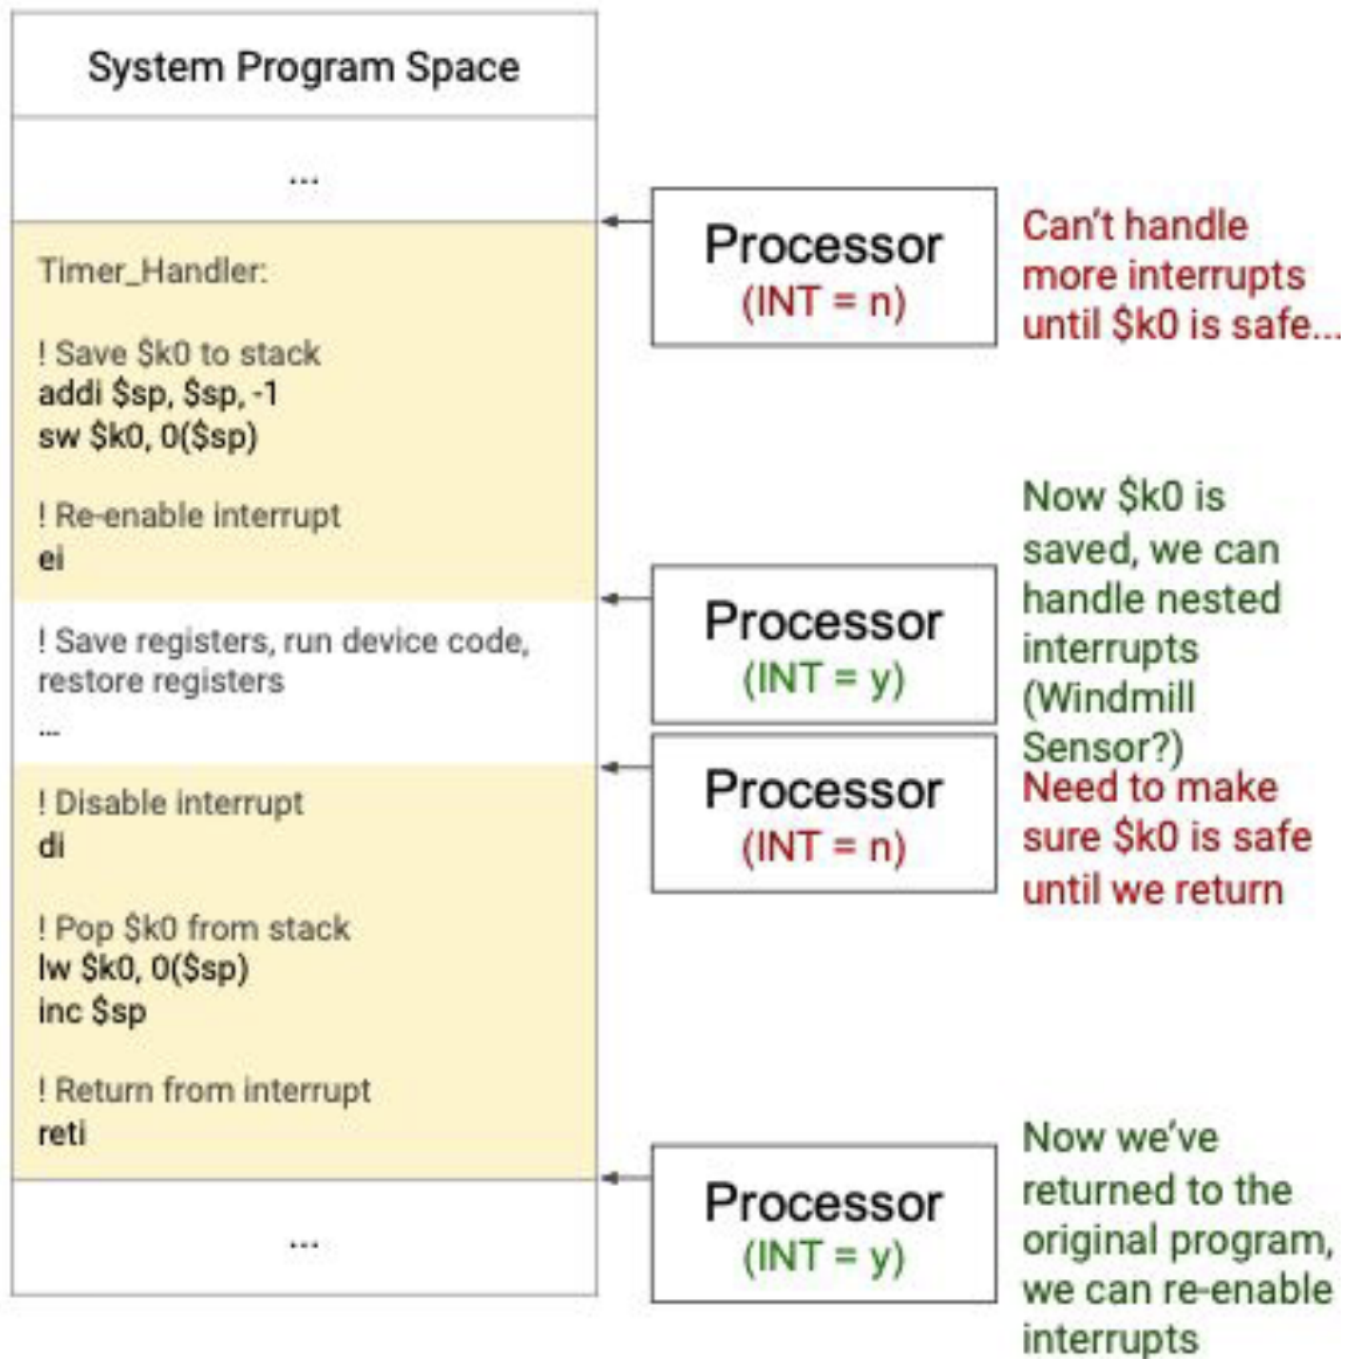 System Program Space
...
Timer_Handler:
! Save $k0 to stack
addi $sp, $sp, -1
sw $k0, 0($sp)
! Re-enable interrupt
ei
! Save registers, run device code,
restore registers
...
! Disable interrupt
di
! Pop $k0 from stack
lw $k0, 0($sp)
inc $sp
! Return from interrupt
reti
...
Processor
(INT = n)
Can't handle
more interrupts
until $k0 is safe...
Processor
(INT = y)
Now $k0 is
saved, we can
handle nested
interrupts
(Windmill
Sensor?)
Processor
(INT = n)
Need to make
sure $k0 is safe
until we return
Processor
(INT = y)
Now we've
returned to the
original program,
we can re-enable
interrupts